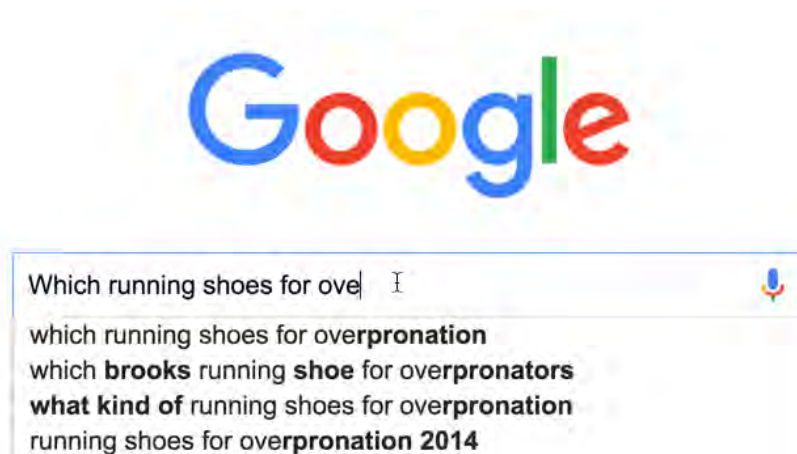 Google
Which running shoes for ove
which running shoes for overpronation
which brooks running shoe for overpronators
what kind of running shoes for overpronation
running shoes for overpronation 2014